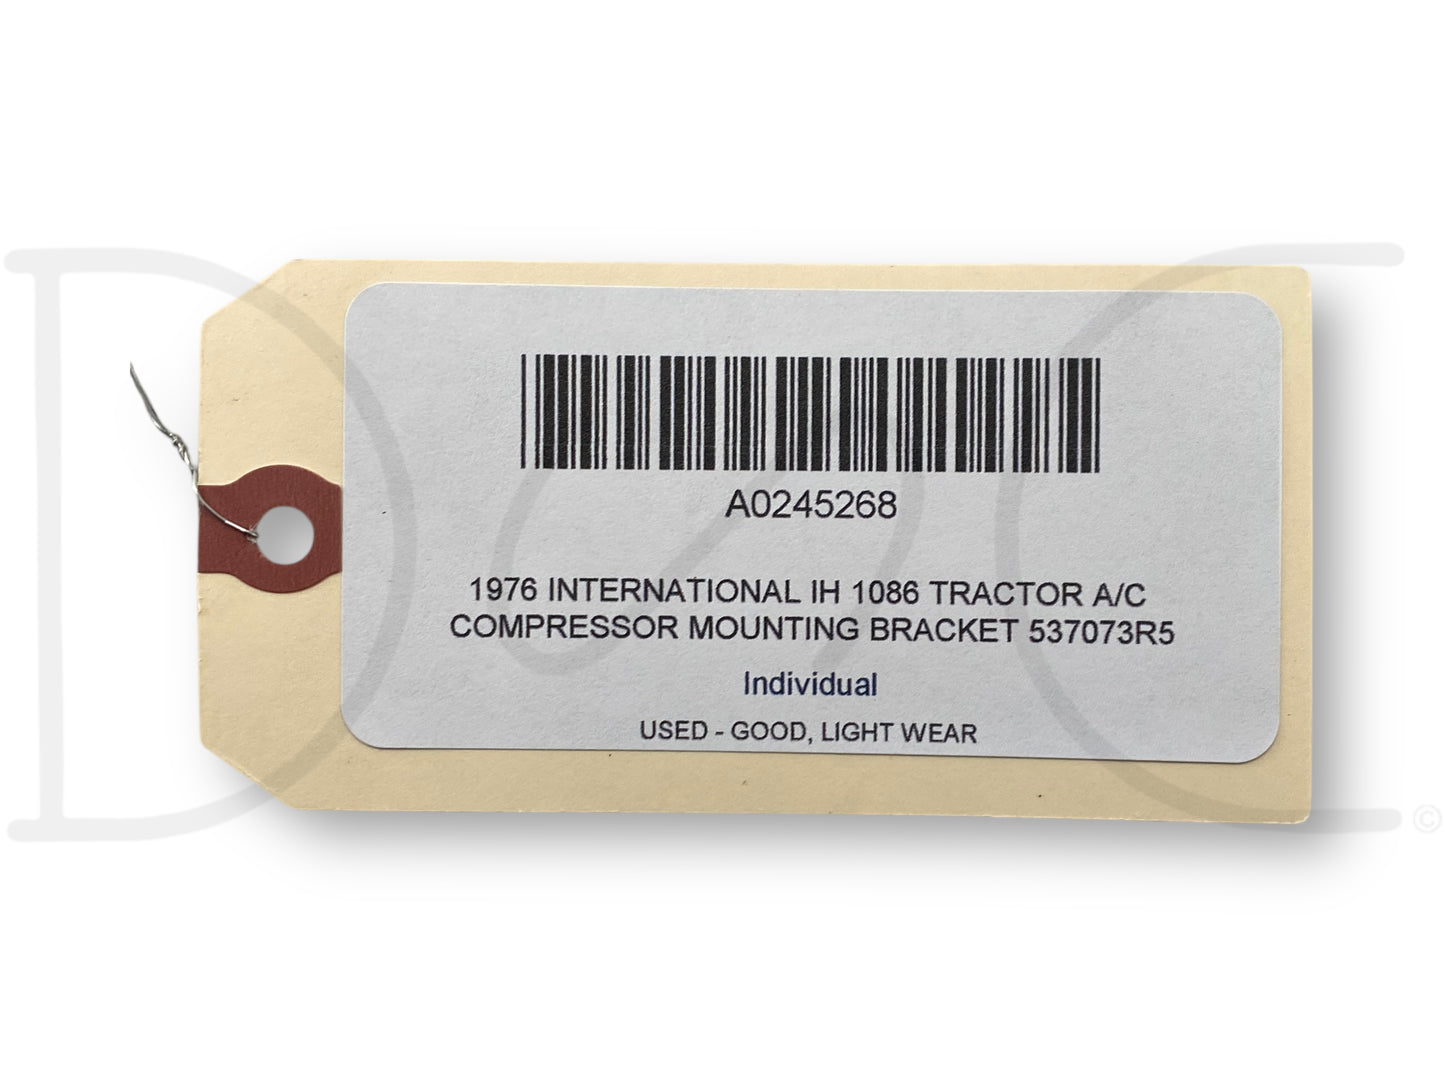 A0245268
1976 INTERNATIONAL IH 1086 TRACTOR A/C
COMPRESSOR MOUNTING BRACKET 537073R5
Individual
USED - GOOD, LIGHT WEAR
©